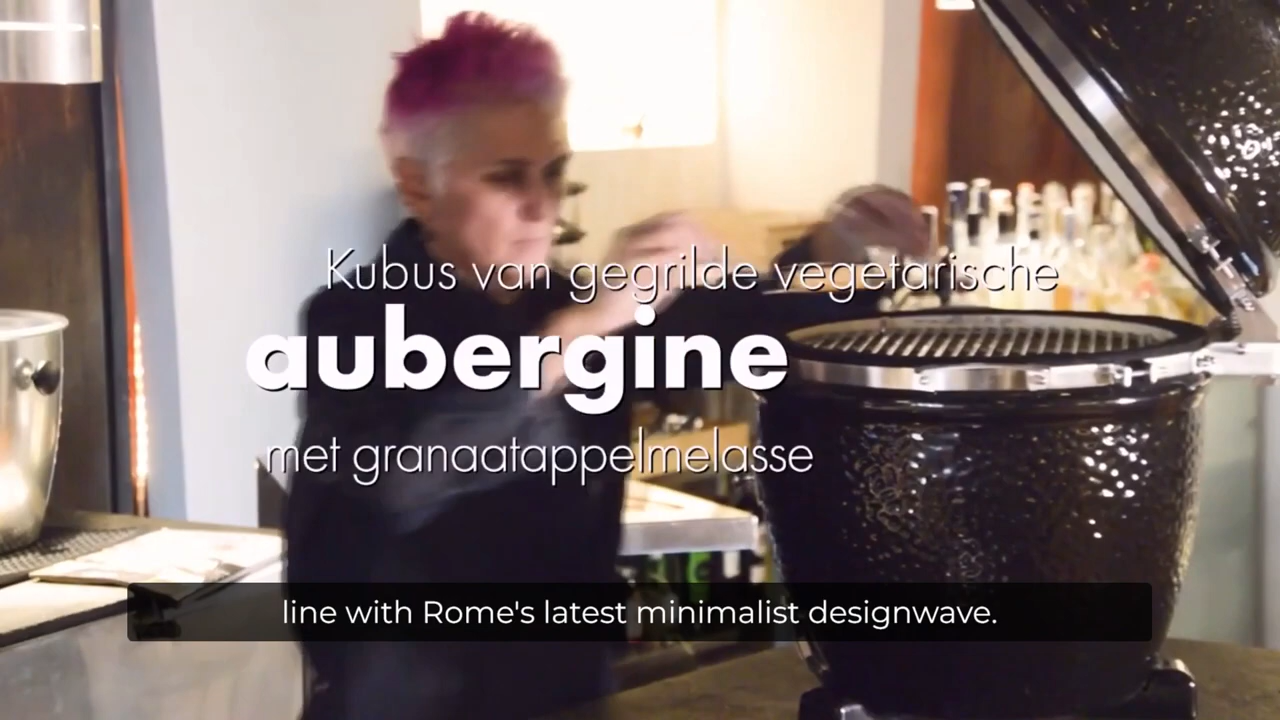 Kubus van gegrilde vegetarische
aubergine
met granaatappelmelasse
line with Rome's latest minimalist designwave.